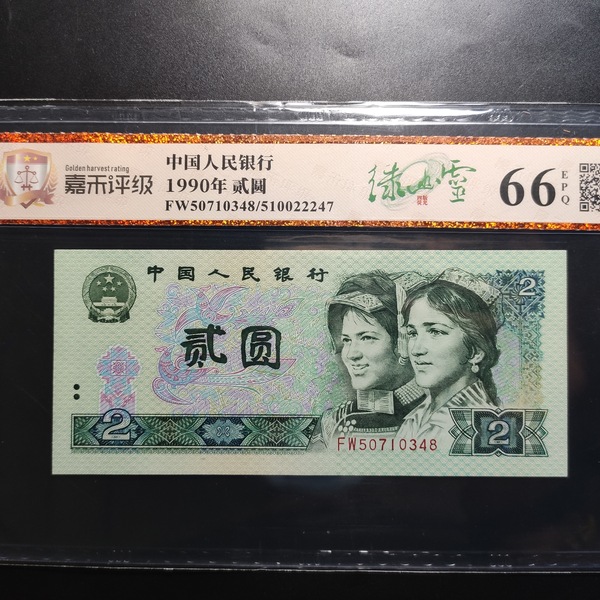 Golden harvest rating
嘉禾评级
中国人民银行
1990年 贰圆
FW50710348/510022247
绿幽灵
66
EPQ
中国人民银行
贰圆
2
2
FW50710348
2